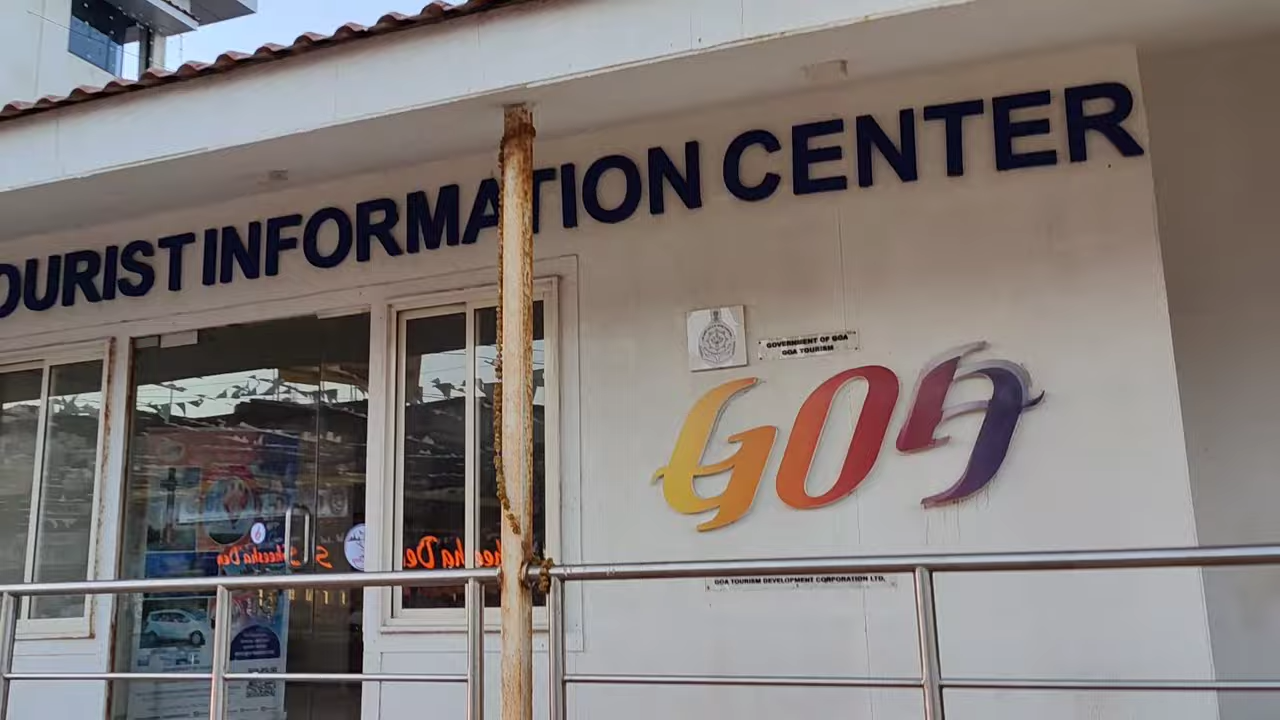 OURIST INFORMATION CENTER
GOVERNMENT OF GOA
GOA TOURISM
GOA
GOA TOURISM DEVELOPMENT CORPORATION LTD.